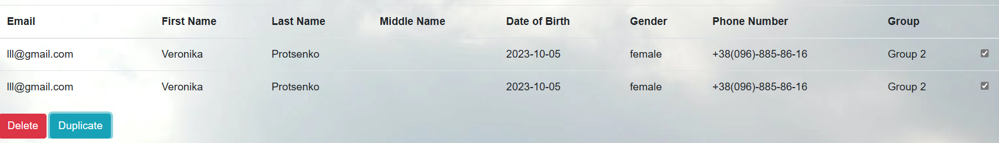 Email First Name Last Name Middle Name Date of Birth Gender Phone Number Group
lll@gmail.com Veronika Protsenko 2023-10-05 female +38(096)-885-86-16 Group 2
lll@gmail.com Veronika Protsenko 2023-10-05 female +38(096)-885-86-16 Group 2
Delete Duplicate